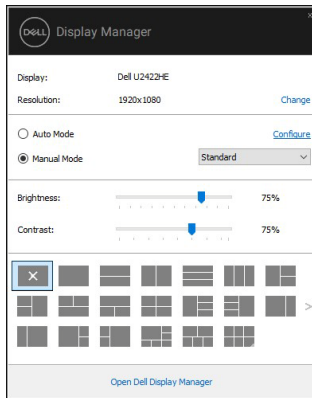 DELL Display Manager
Display: Dell U2422HE
Resolution: 1920x1080 Change
Auto Mode Configure
Manual Mode Standard
Brightness: 75%
Contrast: 75%
Open Dell Display Manager